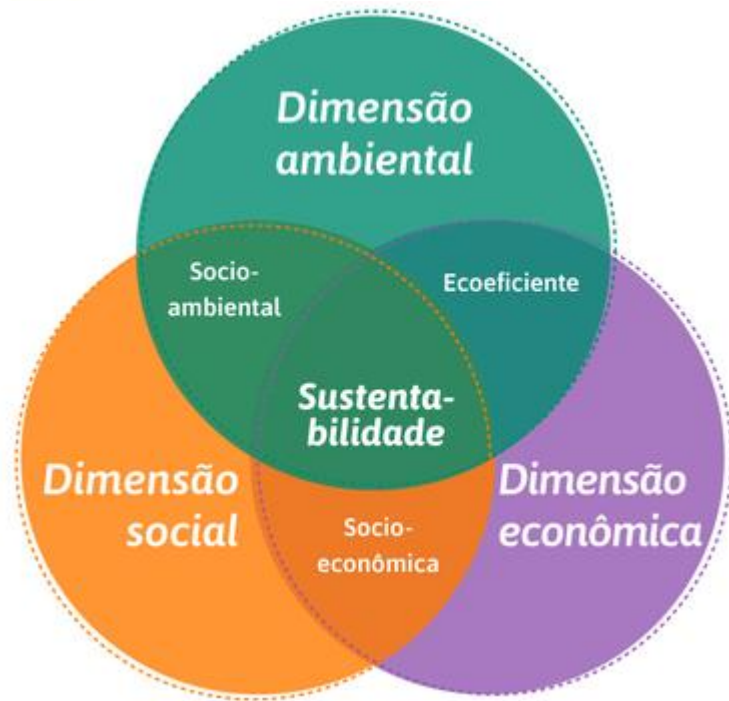 Dimensão
ambiental
Socio-
ambiental
Ecoeficiente
Sustenta-
bilidade
Dimensão
social
Dimensão
econômica
Socio-
econômica